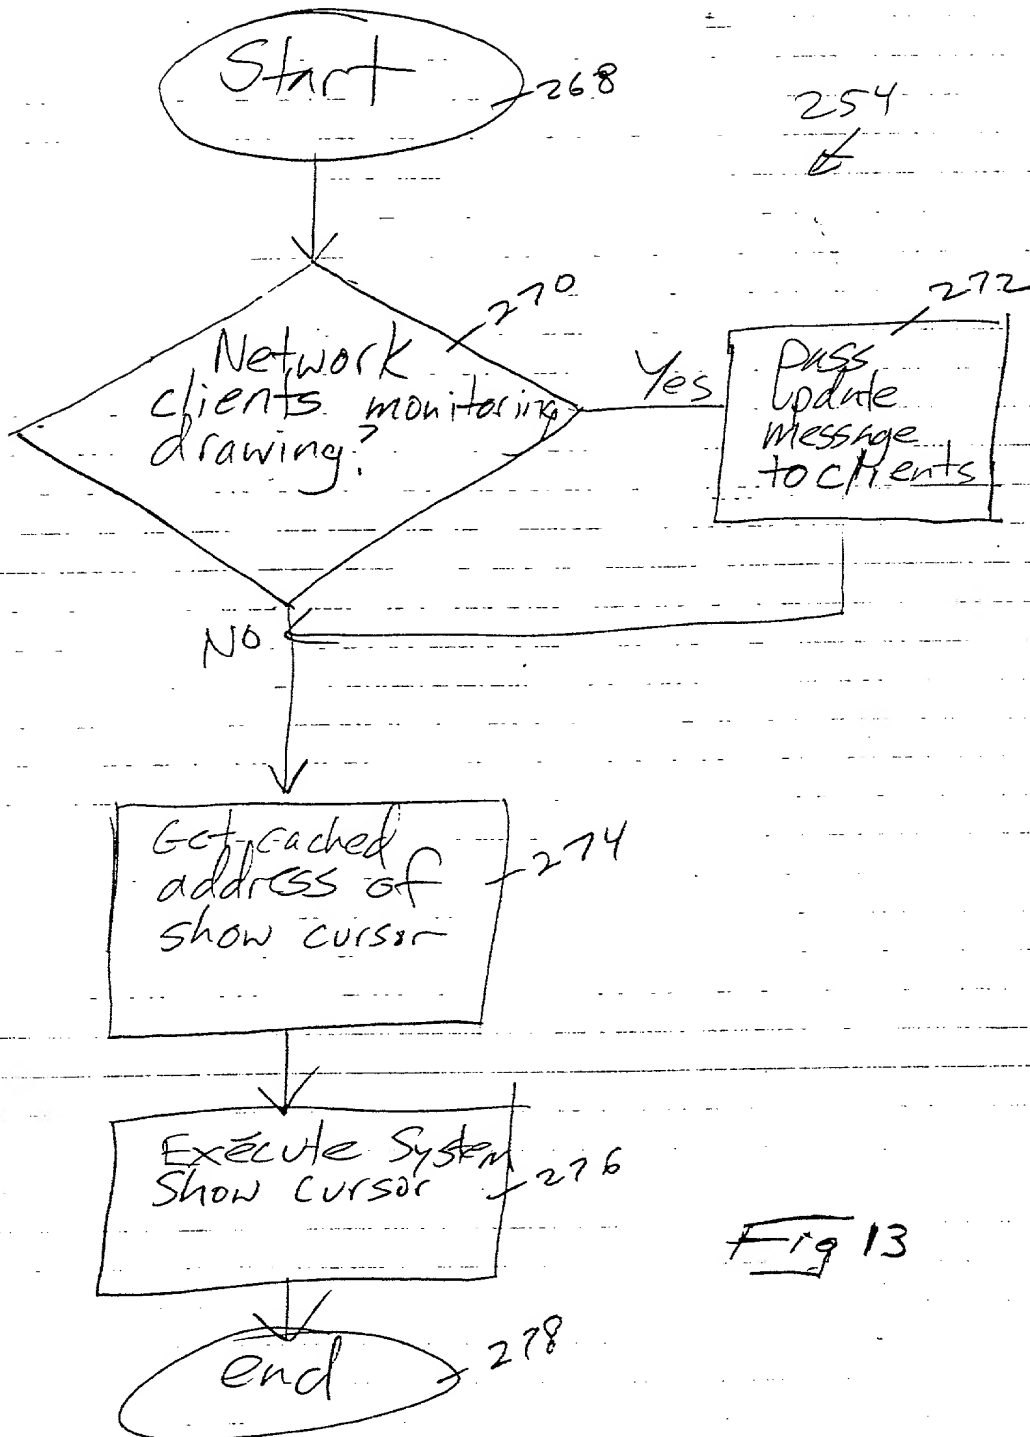 Start
268
254
270
Network
clients monitoring
drawing?
Yes
272
pass
update
message
to clients
NO
Get cached
address of
show cursor
274
Execute System
Show cursor
276
Fig 13
end
278